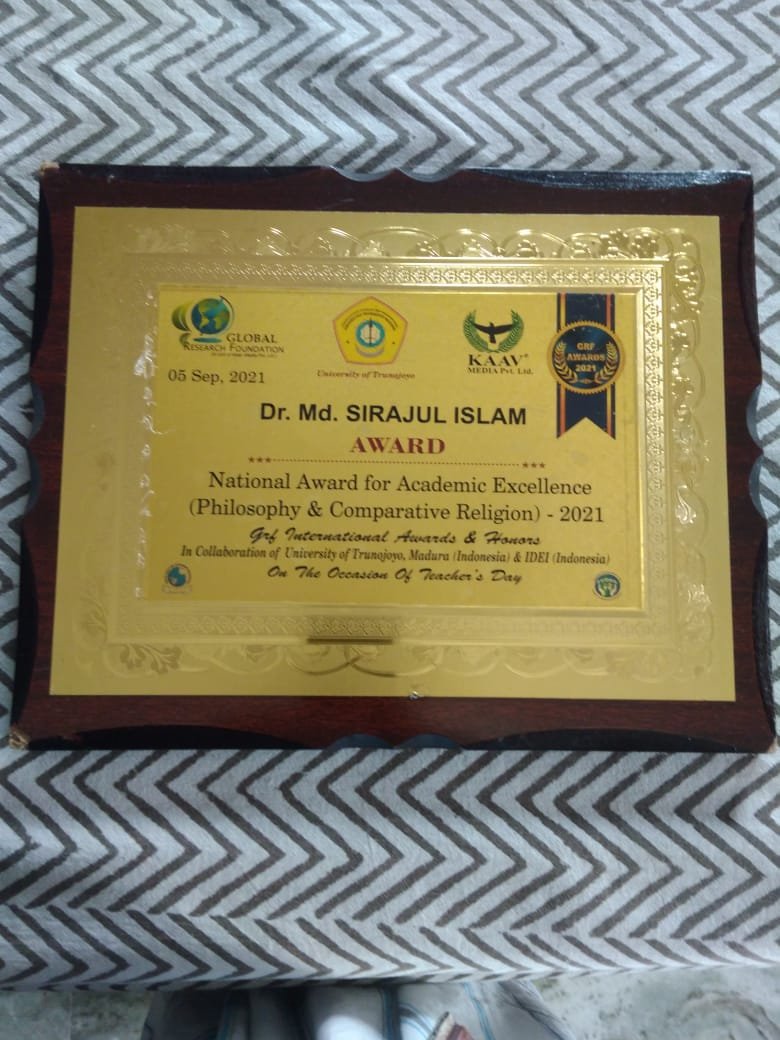 GLOBAL
RESEARCH FOUNDATION
05 Sep, 2021
University of Trunojoyo
KAAV®
MEDIA Pvt. Ltd.
GRF
AWARDS
2021
Dr. Md. SIRAJUL ISLAM
AWARD
National Award for Academic Excellence
(Philosophy & Comparative Religion) - 2021
Grf International Awards & Honors
In Collaboration of University of Trunojoyo, Madura (Indonesia) & IDEI (Indonesia)
On The Occasion Of Teacher's Day